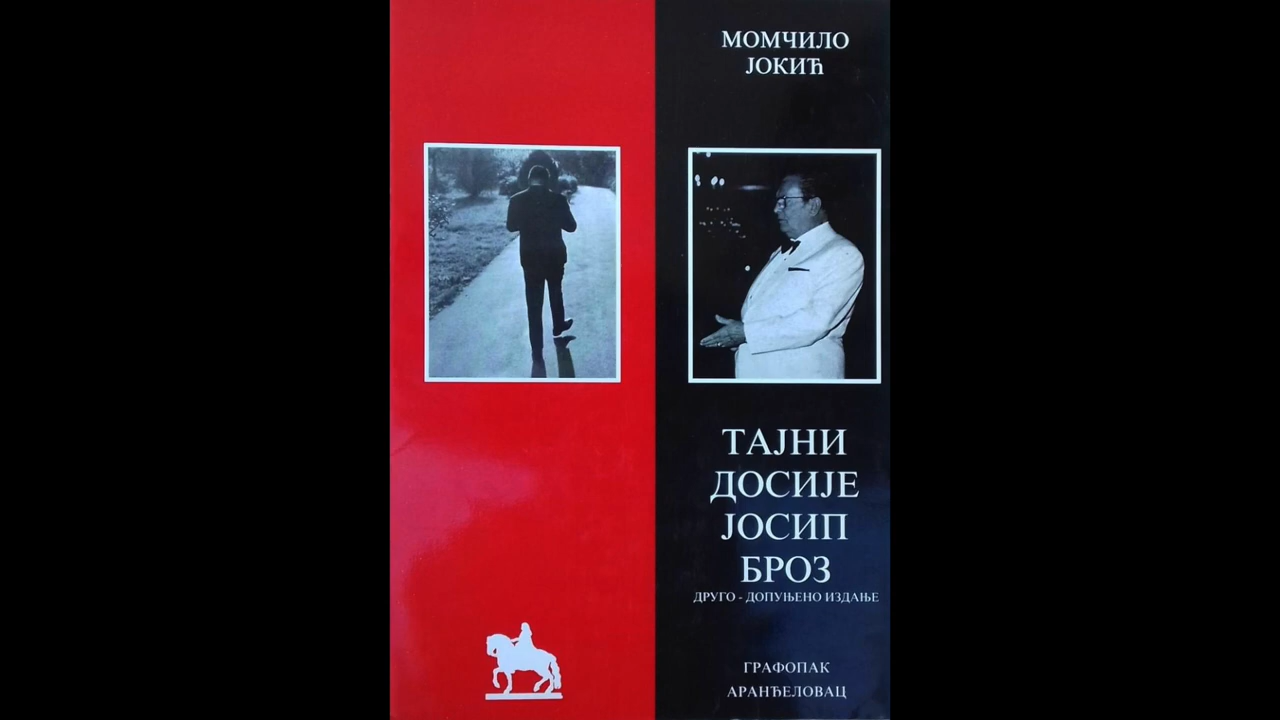 МОМЧИЛО
ЈОКИЋ
ТАЈНИ
ДОСИЈЕ
ЈОСИП
БРОЗ
ДРУГО - ДОПУЊЕНО ИЗДАЊЕ
ГРАФОПАК
АРАНЂЕЛОВАЦ